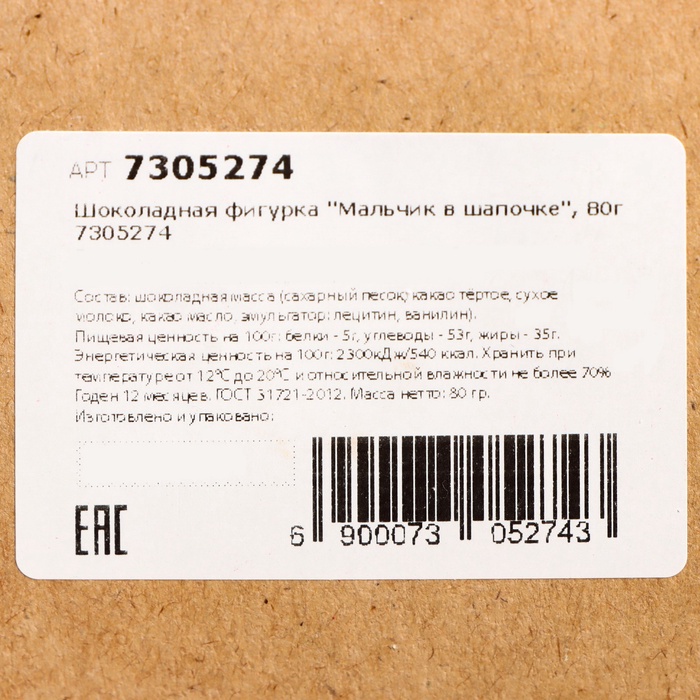 АРТ 7305274
Шоколадная фигурка "Мальчик в шапочке", 80г
7305274
Состав: шоколадная масса (сахарный песок, какао тёртое, сухое
молоко, какао масло, эмульгатор: лецитин, ванилин).
Пищевая ценность на 100г: белки - 5г, углеводы - 53г, жиры - 35г.
Энергетическая ценность на 100г: 2300кДж/540 ккал. Хранить при
температуре от 12°С до 20°С и относительной влажности не более 70%
Годен 12 месяцев. ГОСТ 31721-2012. Масса нетто: 80 гр.
Изготовлено и упаковано:
ЕАС
6 900073 052743